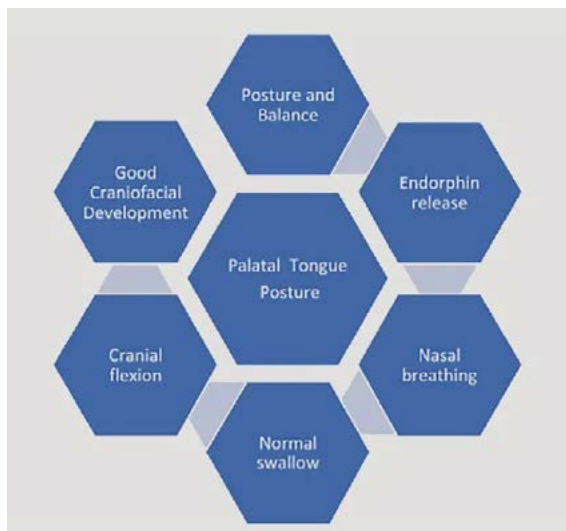 Posture and
Balance
Endorphin
release
Nasal
breathing
Normal
swallow
Cranial
flexion
Good
Craniofacial
Development
Palatal Tongue
Posture